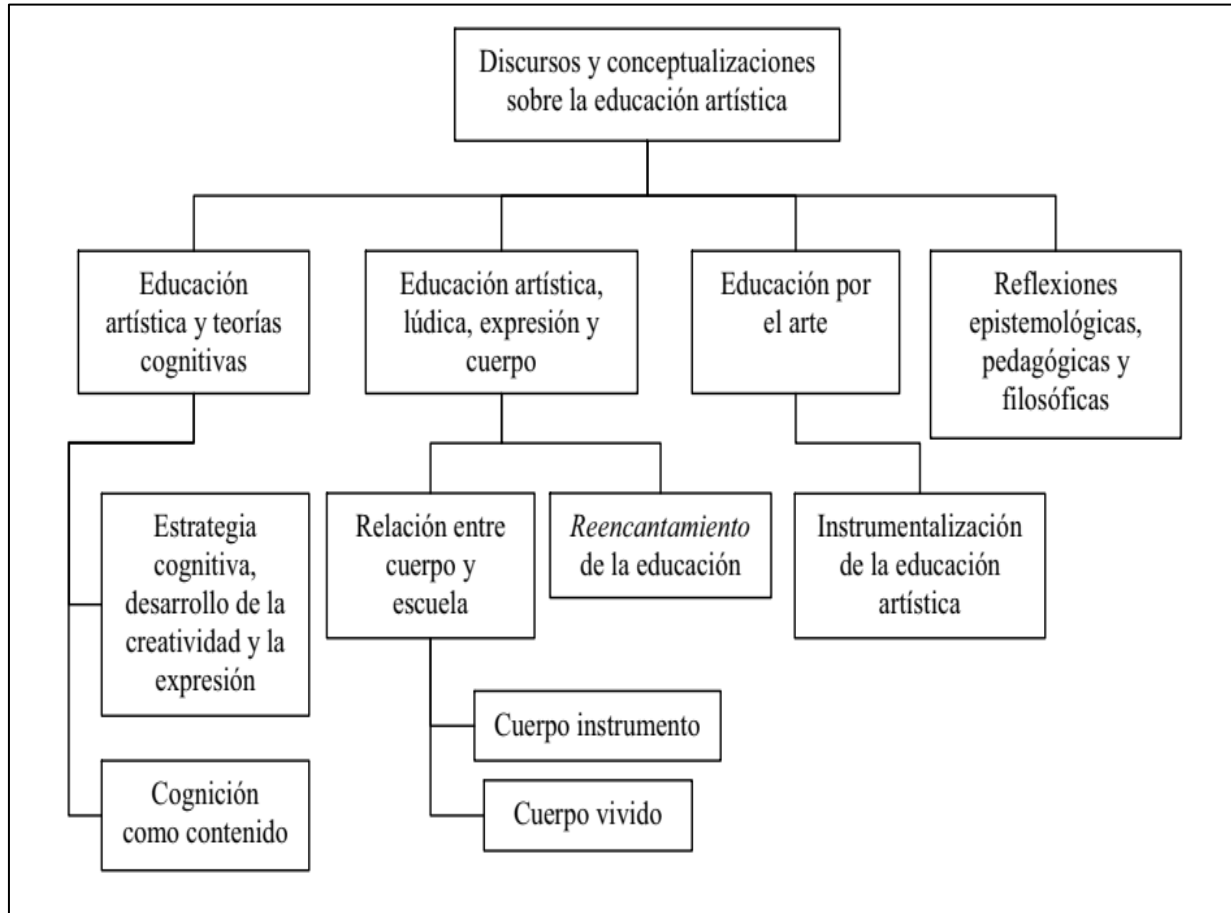 Discursos y conceptualizaciones
sobre la educación artística
Educación
artística y teorías
cognitivas
Educación artística,
lúdica, expresión y
cuerpo
Educación por
el arte
Reflexiones
epistemológicas,
pedagógicas y
filosóficas
Estrategia
cognitiva,
desarrollo de la
creatividad y la
expresión
Relación entre
cuerpo y
escuela
Reencantamiento
de la educación
Instrumentalización
de la educación
artística
Cuerpo instrumento
Cognición
como contenido
Cuerpo vivido